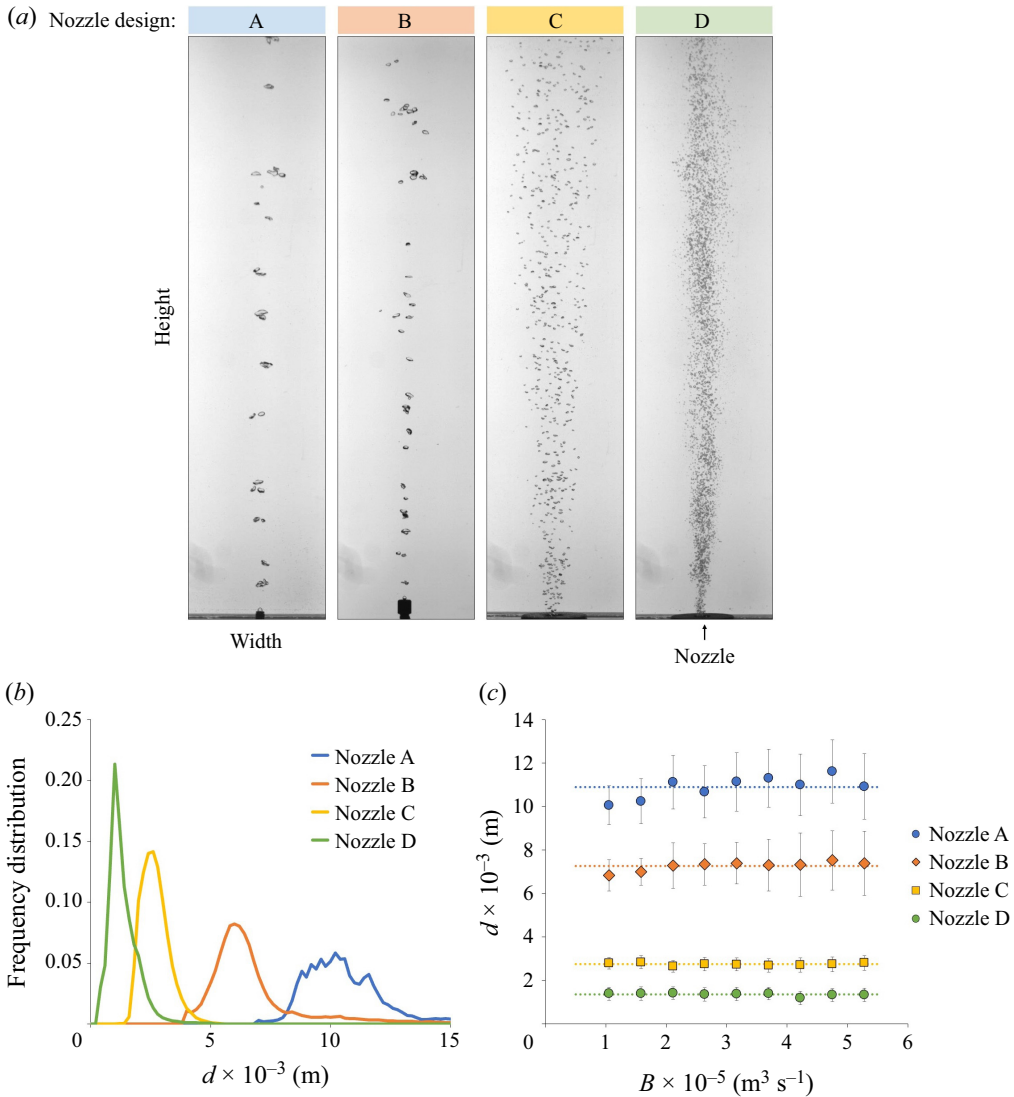 (a) Nozzle design: A B C D
Height
Width
Nozzle
(b)
Frequency distribution
0.25
0.20
0.15
0.10
0.05
0 5 10 15
d × 10⁻³ (m)
Nozzle A
Nozzle B
Nozzle C
Nozzle D
(c)
d × 10⁻³ (m)
14
12
10
8
6
4
2
0 1 2 3 4 5 6
B × 10⁻⁵ (m³ s⁻¹)
Nozzle A
Nozzle B
Nozzle C
Nozzle D